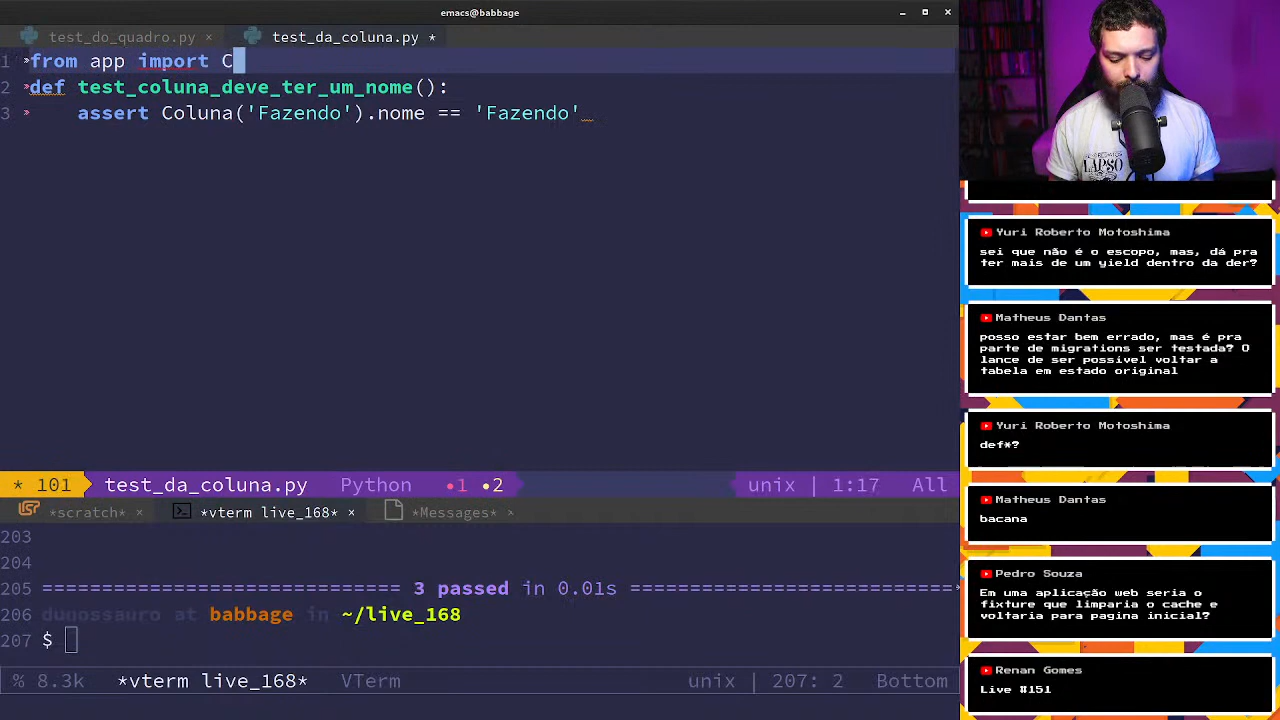 emacs@babbage
test_do_quadro.py ×
test_da_coluna.py *
1 from app import C
2 def test_coluna_deve_ter_um_nome():
3 assert Coluna('Fazendo').nome == 'Fazendo'
* 101 test_da_coluna.py Python •1 •2 unix | 1:17 All
*scratch* × *vterm live_168* × *Messages* ×
203
204
205 ============================== 3 passed in 0.01s ============================
206 dunossauro at babbage in ~/live_168
207 $
% 8.3k *vterm live_168* VTerm unix | 207: 2 Bottom
LAPSO
Yuri Roberto Motoshima
sei que não é o escopo, mas, dá pra
ter mais de um yield dentro da der?
Matheus Dantas
posso estar bem errado, mas é pra
parte de migrations ser testada? O
lance de ser possível voltar a
tabela em estado original
Yuri Roberto Motoshima
def*?
Matheus Dantas
bacana
Pedro Souza
Em uma aplicação web seria o
fixture que limparia o cache e
voltaria para pagina inicial?
Renan Gomes
Live #151